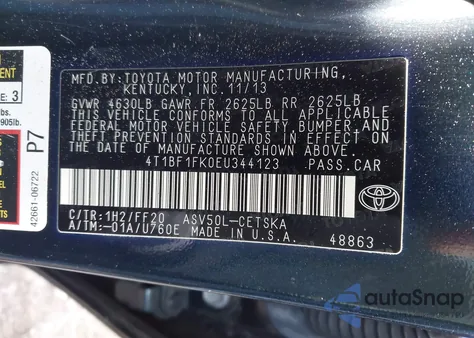 MFD. BY: TOYOTA MOTOR MANUFACTURING,
KENTUCKY, INC. 11/13
GVWR 4630LB GAWR FR 2625LB RR 2625LB
THIS VEHICLE CONFORMS TO ALL APPLICABLE
FEDERAL MOTOR VEHICLE SAFETY, BUMPER, AND
THEFT PREVENTION STANDARDS IN EFFECT ON THE
DATE OF MANUFACTURE SHOWN ABOVE.
4T1BF1FK0EU344123 PASS.CAR
C/TR:1H2/FF20 ASV50L-CETSKA
A/TM:-01A/U760E MADE IN U.S.A. 48863
3
905lb.
P7
42661-06722
autoSnap